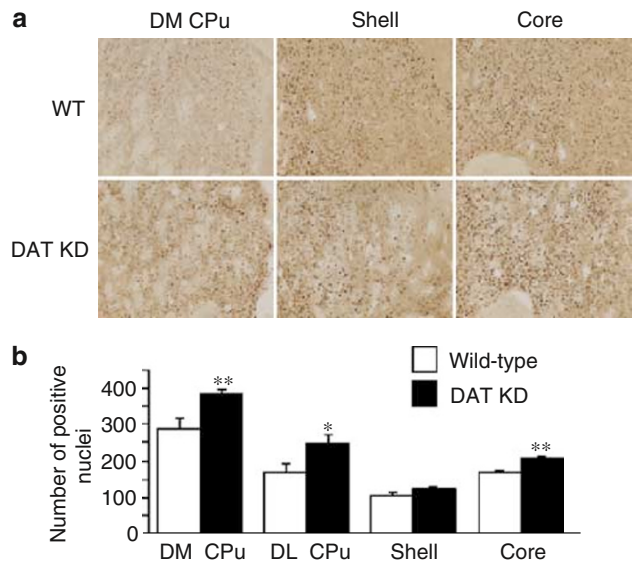 a
DM CPu Shell Core
WT
DAT KD
b
Wild-type
DAT KD
Number of positive
nuclei
400
300
200
100
0
** * **
DM CPu DL CPu Shell Core